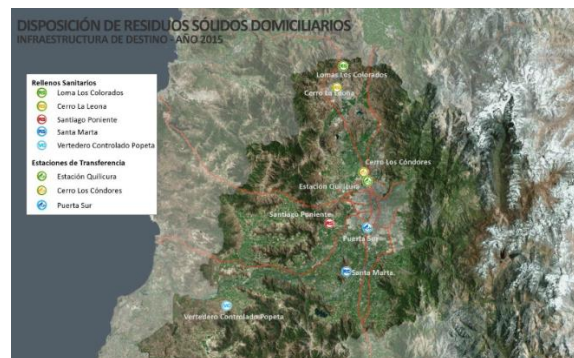 DISPOSICIÓN DE RESIDUOS SÓLIDOS DOMICILIARIOS
INFRAESTRUCTURA DE DESTINO - AÑO 2015
Rellenos Sanitarios
Loma Los Colorados
Cerro La Leona
Santiago Poniente
Santa Marta
Vertedero Controlado Popeta
Estaciones de Transferencia
Estación Quilicura
Cerro Los Cóndores
Puerta Sur
Lomas Los Colorados
Cerro La Leona
Cerro Los Cóndores
Estación Quilicura
Santiago Poniente
Puerta Sur
Santa Marta
Vertedero Controlado Popeta